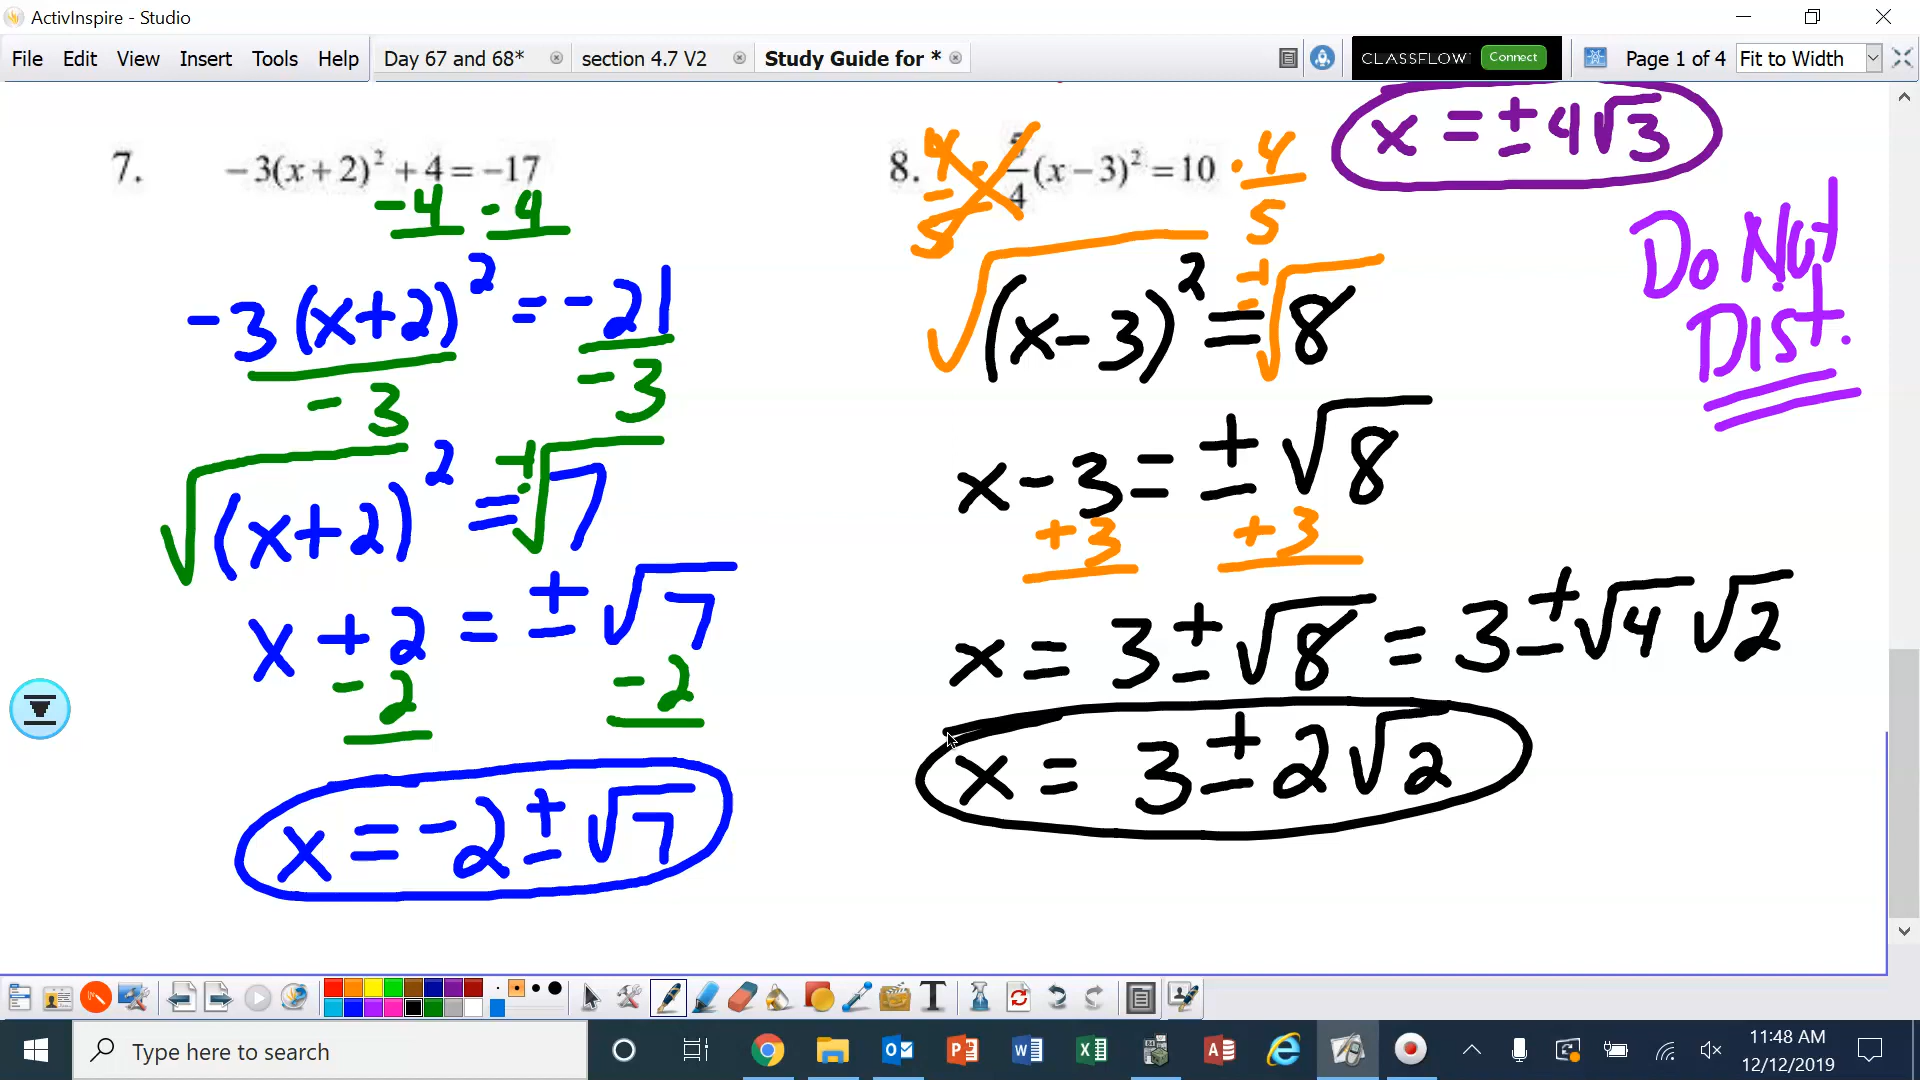 ActivInspire - Studio
File Edit View Insert Tools Help Day 67 and 68* section 4.7 V2 Study Guide for * CLASSFLOW Connect Page 1 of 4 Fit to Width
x = ±4√3
7. -3(x+2)² + 4 = -17
-4 -4
-3(x+2)² = -21
-3 -3
√(x+2)² = ±√7
x + 2 = ±√7
-2 -2
x = -2 ± √7
8. 4/5 · 5/4 (x-3)² = 10 · 4/5
√(x-3)² = ±√8
x - 3 = ±√8
+3 +3
x = 3 ± √8 = 3 ± √4 √2
x = 3 ± 2√2
Do Not
Dist.
T
Type here to search
11:48 AM
12/12/2019